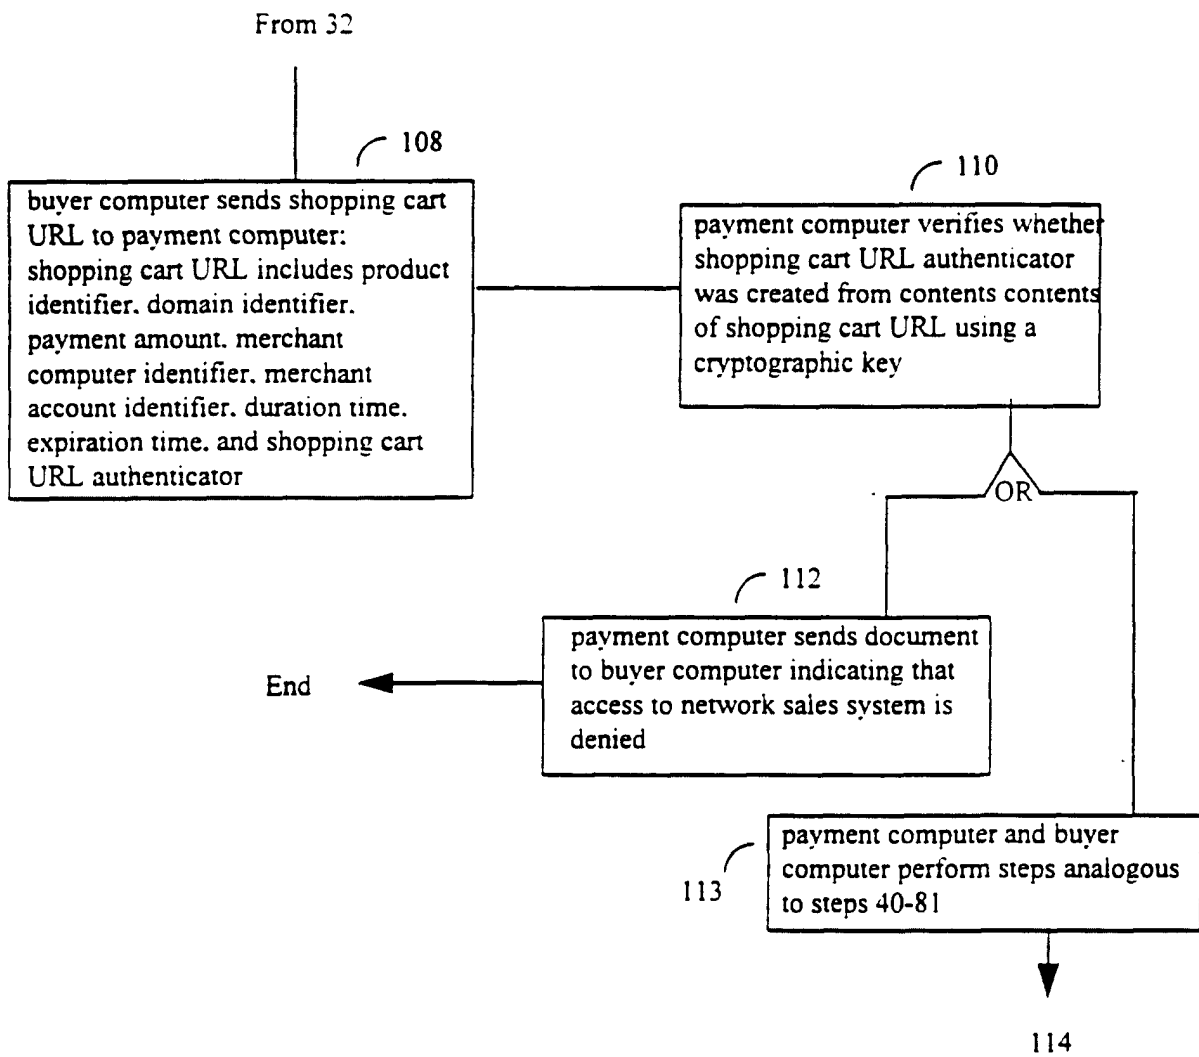 From 32
108
buyer computer sends shopping cart
URL to payment computer:
shopping cart URL includes product
identifier. domain identifier.
payment amount. merchant
computer identifier. merchant
account identifier. duration time.
expiration time. and shopping cart
URL authenticator
110
payment computer verifies whether
shopping cart URL authenticator
was created from contents contents
of shopping cart URL using a
cryptographic key
OR
112
payment computer sends document
to buyer computer indicating that
access to network sales system is
denied
End
113
payment computer and buyer
computer perform steps analogous
to steps 40-81
114